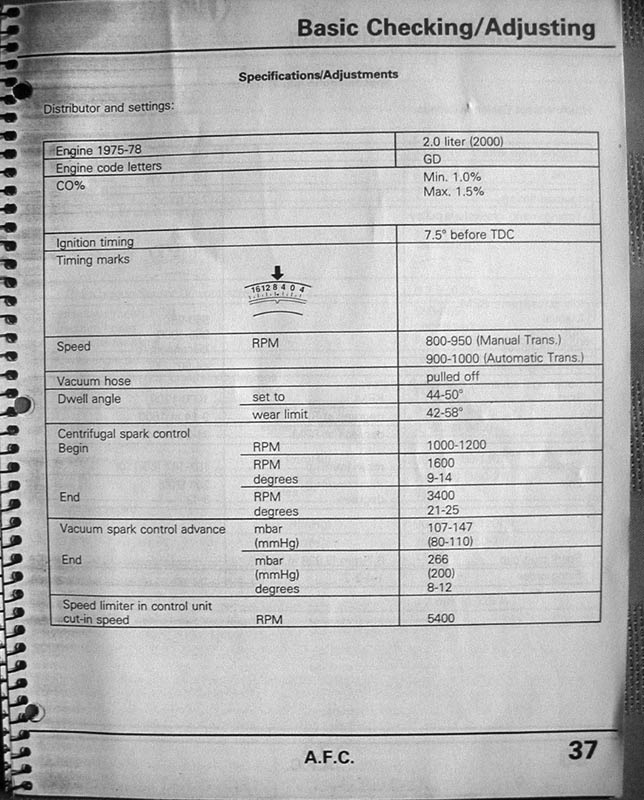 Basic Checking/Adjusting
Specifications/Adjustments
Distributor and settings:
Engine 1975-78 2.0 liter (2000)
Engine code letters GD
CO% Min. 1.0%
Max. 1.5%
Ignition timing 7.5° before TDC
Timing marks
16 12 8 4 0 4
Speed RPM 800-950 (Manual Trans.)
900-1000 (Automatic Trans.)
Vacuum hose pulled off
Dwell angle set to 44-50°
wear limit 42-58°
Centrifugal spark control
Begin RPM 1000-1200
RPM 1600
degrees 9-14
End RPM 3400
degrees 21-25
Vacuum spark control advance mbar 107-147
(mmHg) (80-110)
End mbar 266
(mmHg) (200)
degrees 8-12
Speed limiter in control unit
cut-in speed RPM 5400
A.F.C. 37